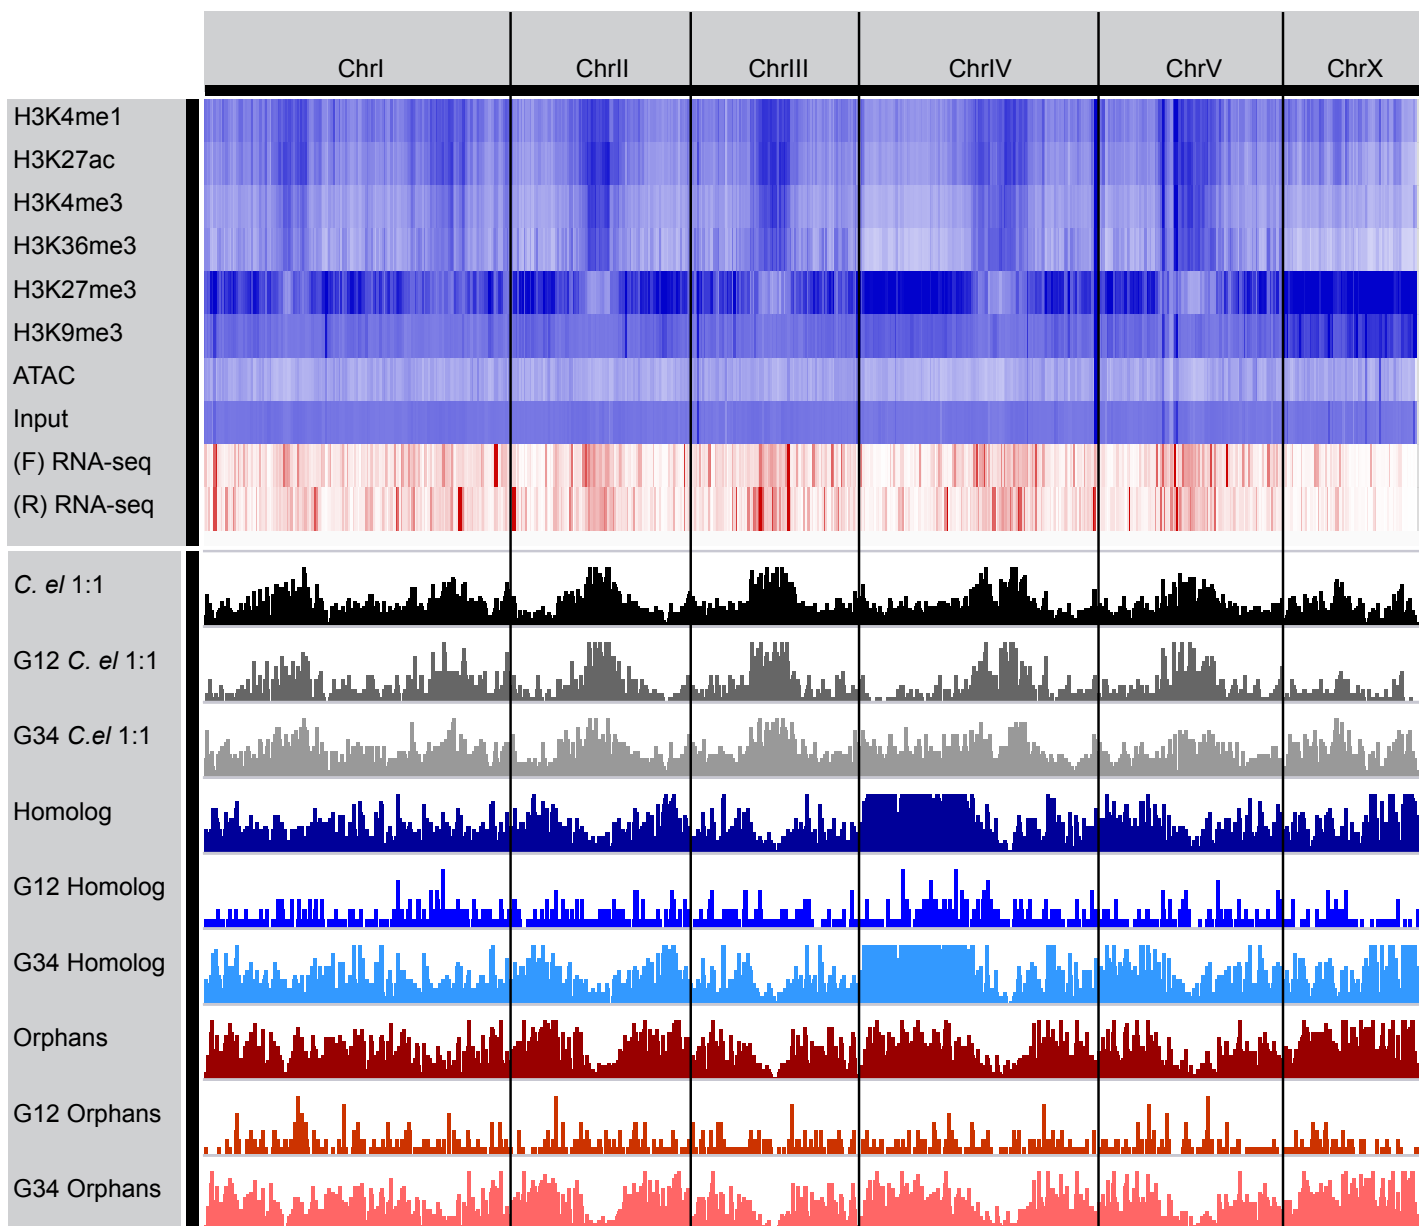 ChrI ChrII ChrIII ChrIV ChrV ChrX
H3K4me1
H3K27ac
H3K4me3
H3K36me3
H3K27me3
H3K9me3
ATAC
Input
(F) RNA-seq
(R) RNA-seq
C. el 1:1
G12 C. el 1:1
G34 C.el 1:1
Homolog
G12 Homolog
G34 Homolog
Orphans
G12 Orphans
G34 Orphans